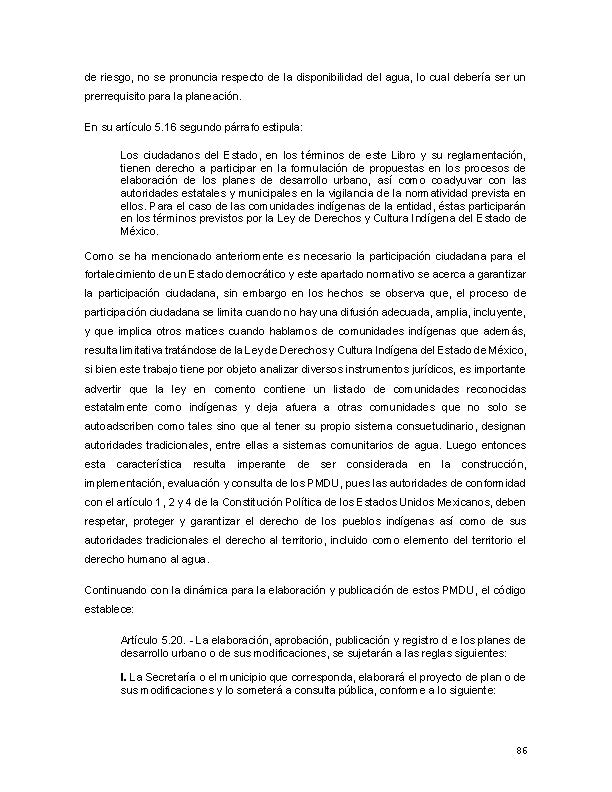 de riesgo, no se pronuncia respecto de la disponibilidad del agua, lo cual debería ser un
prerrequisito para la planeación.
En su artículo 5.16 segundo párrafo estipula:
Los ciudadanos del Estado, en los términos de este Libro y su reglamentación,
tienen derecho a participar en la formulación de propuestas en los procesos de
elaboración de los planes de desarrollo urbano, así como coadyuvar con las
autoridades estatales y municipales en la vigilancia de la normatividad prevista en
ellos. Para el caso de las comunidades indígenas de la entidad, éstas participarán
en los términos previstos por la Ley de Derechos y Cultura Indígena del Estado de
México.
Como se ha mencionado anteriormente es necesario la participación ciudadana para el
fortalecimiento de un Estado democrático y este apartado normativo se acerca a garantizar
la participación ciudadana, sin embargo en los hechos se observa que, el proceso de
participación ciudadana se limita cuando no hay una difusión adecuada, amplia, incluyente,
y que implica otros matices cuando hablamos de comunidades indígenas que además,
resulta limitativa tratándose de la Ley de Derechos y Cultura Indígena del Estado de México,
si bien este trabajo tiene por objeto analizar diversos instrumentos jurídicos, es importante
advertir que la ley en comento contiene un listado de comunidades reconocidas
estatalmente como indígenas y deja afuera a otras comunidades que no solo se
autoadscriben como tales sino que al tener su propio sistema consuetudinario, designan
autoridades tradicionales, entre ellas a sistemas comunitarios de agua. Luego entonces
esta característica resulta imperante de ser considerada en la construcción,
implementación, evaluación y consulta de los PMDU, pues las autoridades de conformidad
con el artículo 1, 2 y 4 de la Constitución Política de los Estados Unidos Mexicanos, deben
respetar, proteger y garantizar el derecho de los pueblos indígenas así como de sus
autoridades tradicionales el derecho al territorio, incluido como elemento del territorio el
derecho humano al agua.
Continuando con la dinámica para la elaboración y publicación de estos PMDU, el código
establece:
Artículo 5.20. - La elaboración, aprobación, publicación y registro d e los planes de
desarrollo urbano o de sus modificaciones, se sujetarán a las reglas siguientes:
I. La Secretaría o el municipio que corresponda, elaborará el proyecto de plan o de
sus modificaciones y lo someterá a consulta pública, conforme a lo siguiente:
86